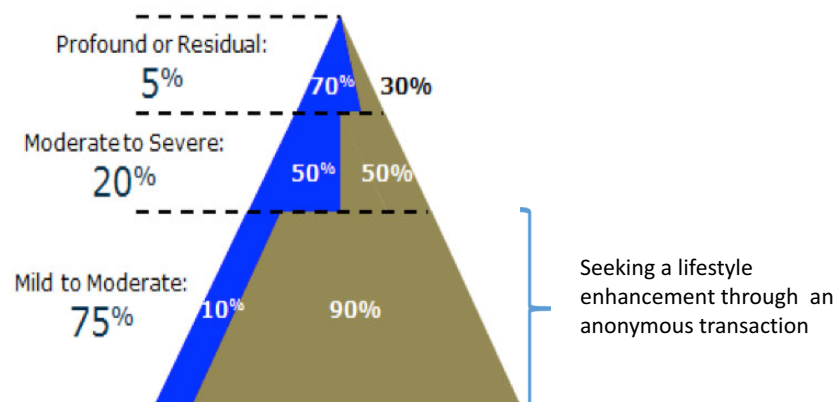 Profound or Residual:
5%
70% 30%
Moderate to Severe:
20%
50% 50%
Mild to Moderate:
75%
10% 90%
Seeking a lifestyle
enhancement through an
anonymous transaction